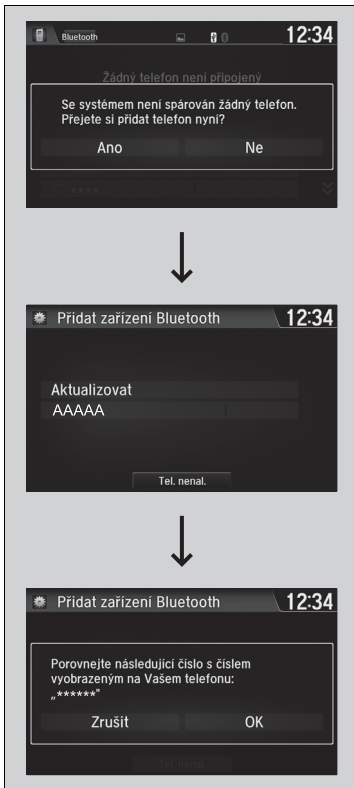 Bluetooth
12:34
Žádný telefon není připojený
Se systémem není spárován žádný telefon.
Přejete si přidat telefon nyní?
Ano Ne
Přidat zařízení Bluetooth 12:34
Aktualizovat
AAAAA
Tel. nenal.
Přidat zařízení Bluetooth 12:34
Porovnejte následující číslo s číslem
vyobrazeným na Vašem telefonu:
„******"
Zrušit OK
Tel. nenal.